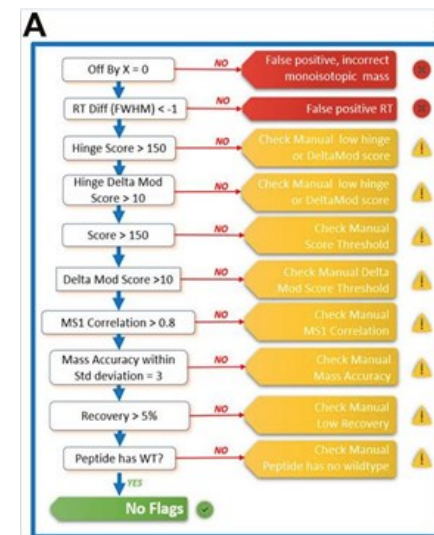 A
Off By X = 0
NO
False positive, incorrect
monoisotopic mass
RT Diff (FWHM) < -1
NO
False positive RT
Hinge Score > 150
NO
Check Manual low hinge
or DeltaMod score
Hinge Delta Mod
Score > 10
NO
Check Manual low hinge
or DeltaMod score
Score > 150
NO
Check Manual
Score Threshold
Delta Mod Score >10
NO
Check Manual Delta
Mod Score Threshold
MS1 Correlation > 0.8
NO
Check Manual
MS1 Correlation
Mass Accuracy within
Std deviation = 3
NO
Check Manual
Mass Accuracy
Recovery > 5%
NO
Check Manual
Low Recovery
Peptide has WT?
NO
Check Manual
Peptide has no wildtype
YES
No Flags